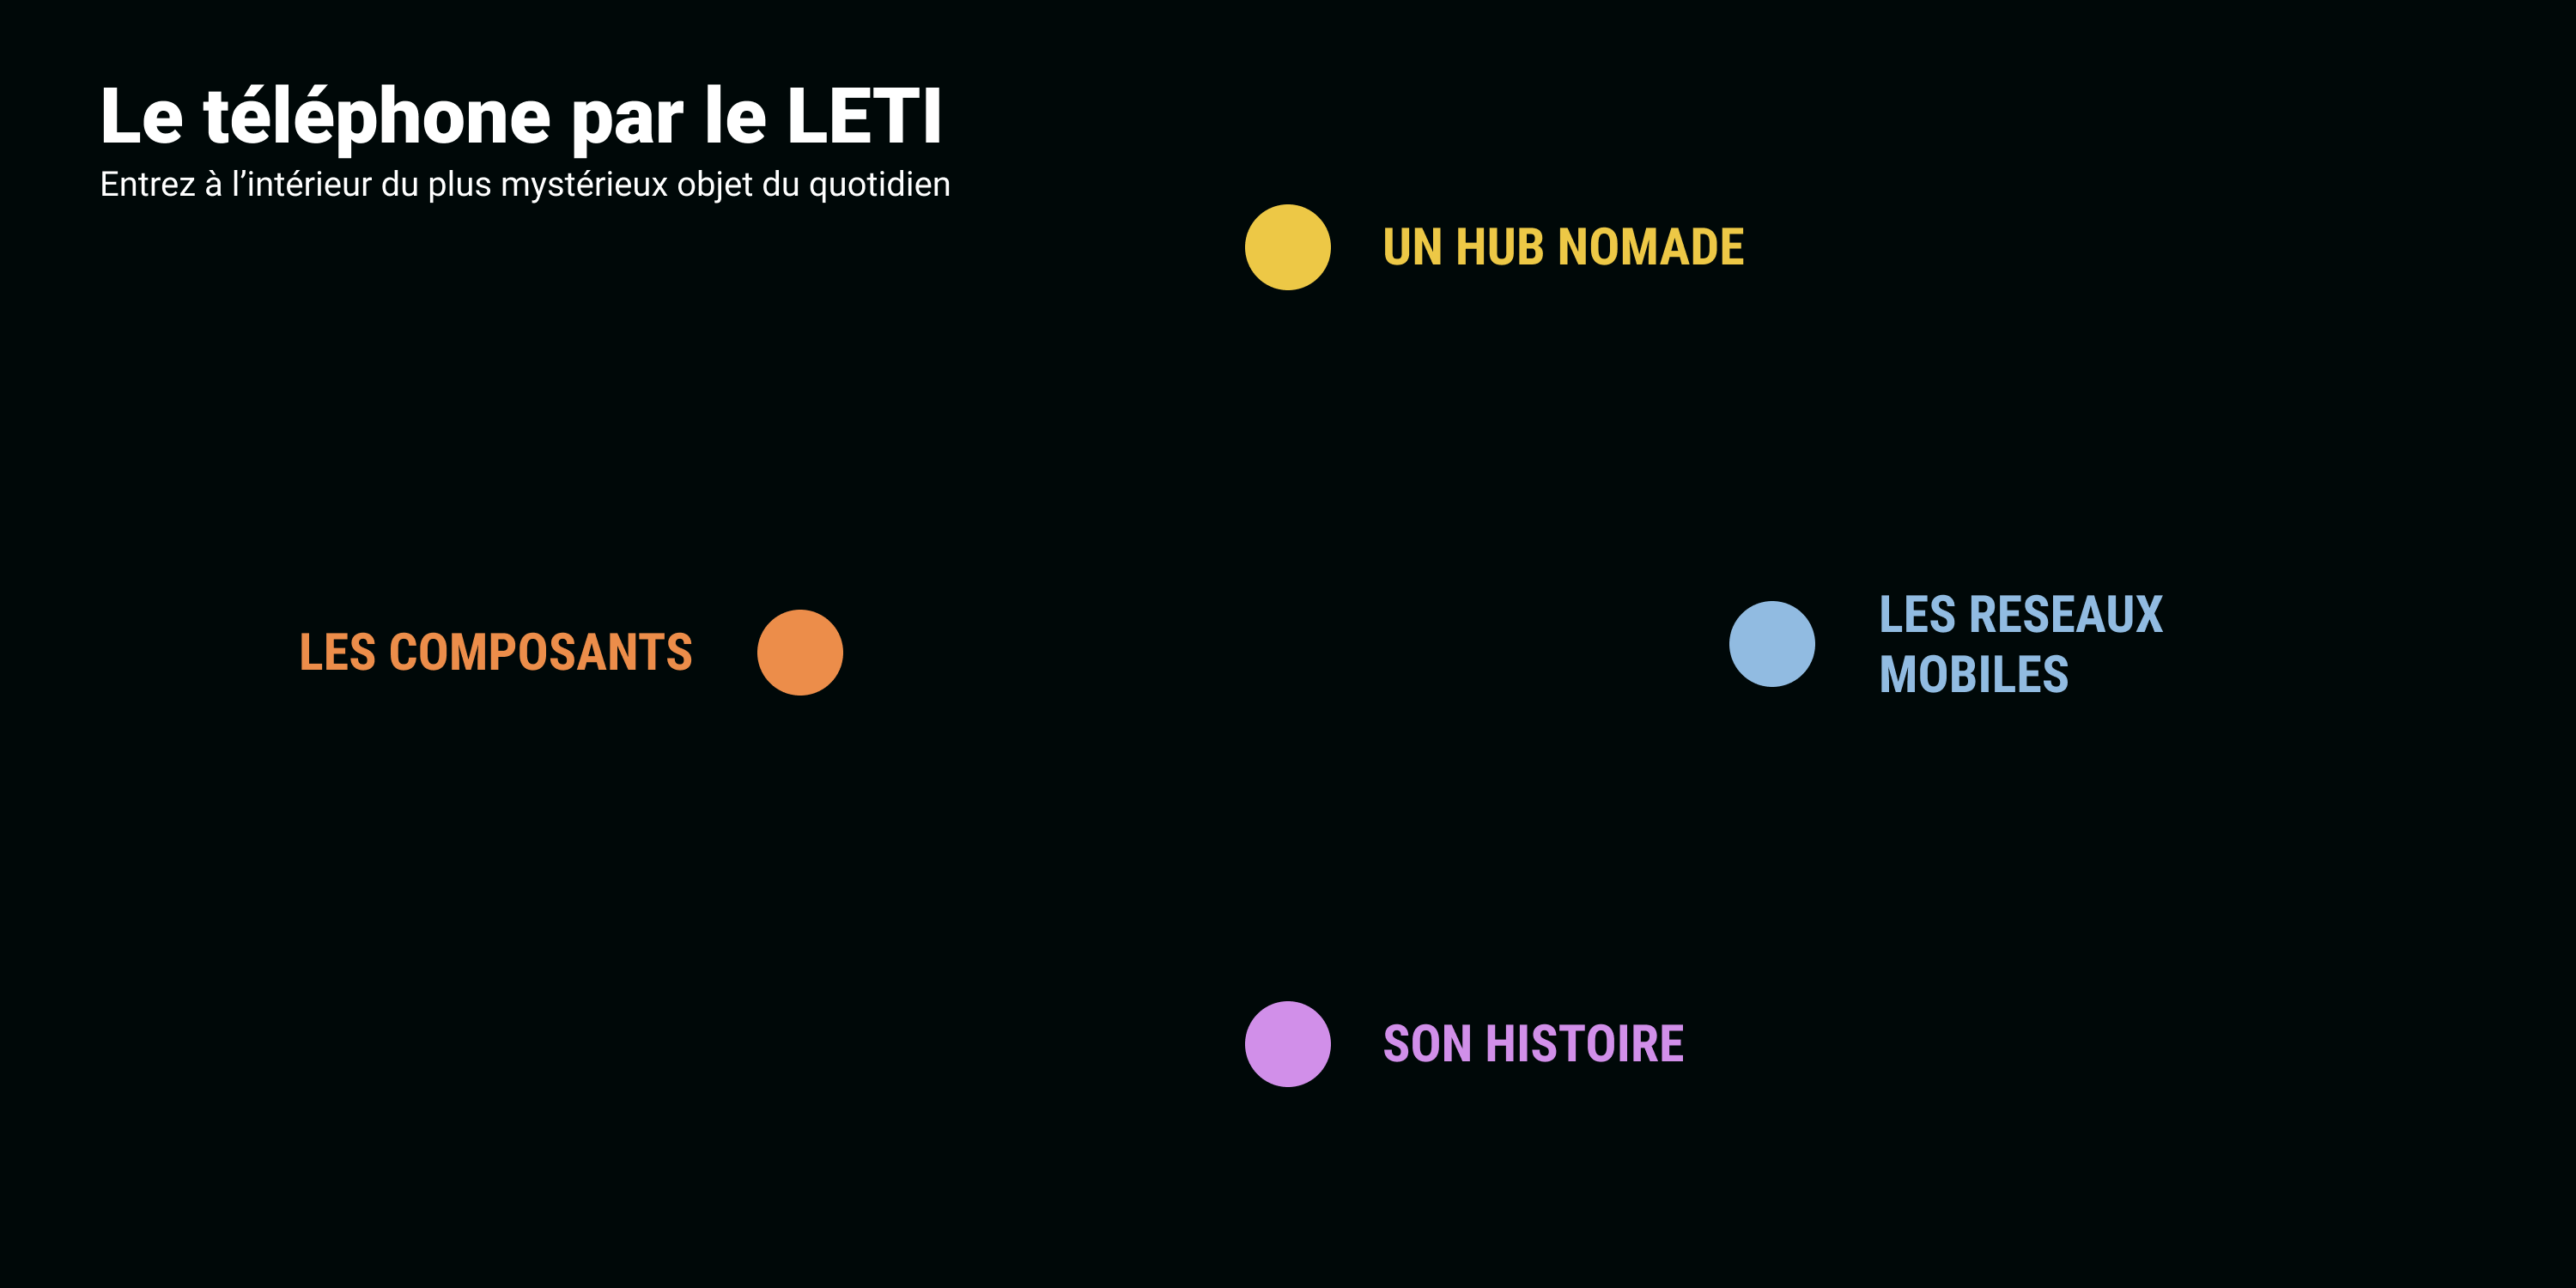 Le téléphone par le LETI
Entrez à l’intérieur du plus mystérieux objet du quotidien
UN HUB NOMADE
LES COMPOSANTS
LES RESEAUX
MOBILES
SON HISTOIRE